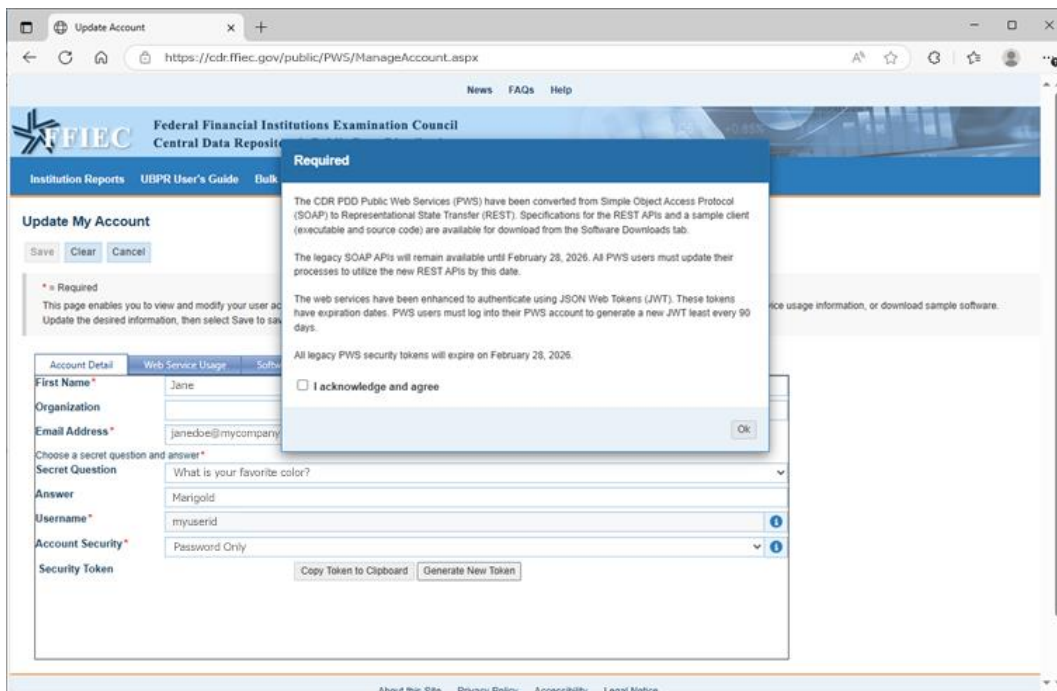 Update Account
https://cdr.ffiec.gov/public/PWS/ManageAccount.aspx
News FAQs Help
FFIEC
Federal Financial Institutions Examination Council
Central Data Reposit
Institution Reports UBPR User's Guide Bulk
Required
The CDR PDD Public Web Services (PWS) have been converted from Simple Object Access Protocol
(SOAP) to Representational State Transfer (REST). Specifications for the REST APIs and a sample client
(executable and source code) are available for download from the Software Downloads tab.
The legacy SOAP APIs will remain available until February 28, 2026. All PWS users must update their
processes to utilize the new REST APIs by this date.
The web services have been enhanced to authenticate using JSON Web Tokens (JWT). These tokens
have expiration dates. PWS users must log into their PWS account to generate a new JWT least every 90
days.
All legacy PWS security tokens will expire on February 28, 2026.
I acknowledge and agree
Ok
Update My Account
Save Clear Cancel
* = Required
This page enables you to view and modify your user ac
ice usage information, or download sample software.
Update the desired information, then select Save to sav
Account Detail Web Service Usage Softw
First Name* Jane
Organization
Email Address* janedoe@mycompany
Choose a secret question and answer*
Secret Question What is your favorite color?
Answer Marigold
Username* myuserid
Account Security* Password Only
Security Token Copy Token to Clipboard Generate New Token
About this Site Privacy Policy Accessibility Legal Notice